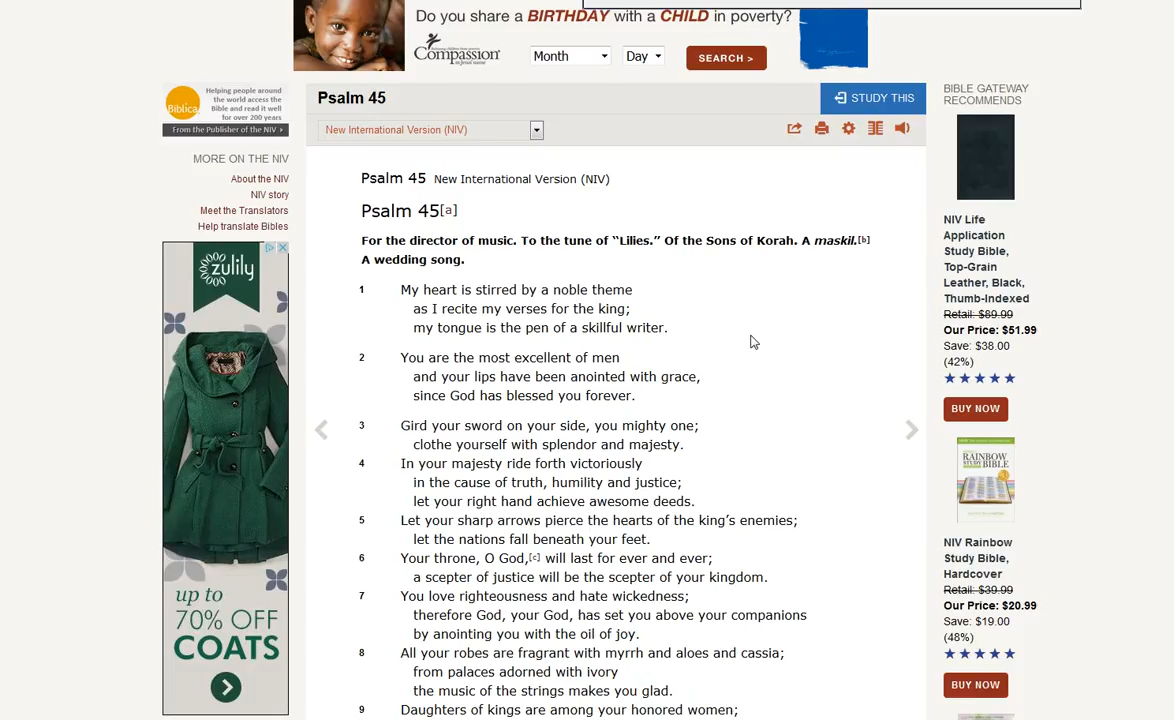 Do you share a BIRTHDAY with a CHILD in poverty?
Compassion
in Jesus' name
Month
Day
SEARCH >
Biblica
Helping people around
the world access the
Bible and read it well
for over 200 years
From the Publisher of the NIV
MORE ON THE NIV
About the NIV
NIV story
Meet the Translators
Help translate Bibles
zulily
up to
70% OFF
COATS
Psalm 45
STUDY THIS
New International Version (NIV)
Psalm 45 New International Version (NIV)
Psalm 45[a]
For the director of music. To the tune of “Lilies.” Of the Sons of Korah. A maskil.[b]
A wedding song.
1 My heart is stirred by a noble theme
as I recite my verses for the king;
my tongue is the pen of a skillful writer.
2 You are the most excellent of men
and your lips have been anointed with grace,
since God has blessed you forever.
3 Gird your sword on your side, you mighty one;
clothe yourself with splendor and majesty.
4 In your majesty ride forth victoriously
in the cause of truth, humility and justice;
let your right hand achieve awesome deeds.
5 Let your sharp arrows pierce the hearts of the king’s enemies;
let the nations fall beneath your feet.
6 Your throne, O God,[c] will last for ever and ever;
a scepter of justice will be the scepter of your kingdom.
7 You love righteousness and hate wickedness;
therefore God, your God, has set you above your companions
by anointing you with the oil of joy.
8 All your robes are fragrant with myrrh and aloes and cassia;
from palaces adorned with ivory
the music of the strings makes you glad.
9 Daughters of kings are among your honored women;
BIBLE GATEWAY
RECOMMENDS
NIV Life
Application
Study Bible,
Top-Grain
Leather, Black,
Thumb-Indexed
Retail: $89.99
Our Price: $51.99
Save: $38.00
(42%)
BUY NOW
RAINBOW
STUDY BIBLE
NIV Rainbow
Study Bible,
Hardcover
Retail: $39.99
Our Price: $20.99
Save: $19.00
(48%)
BUY NOW